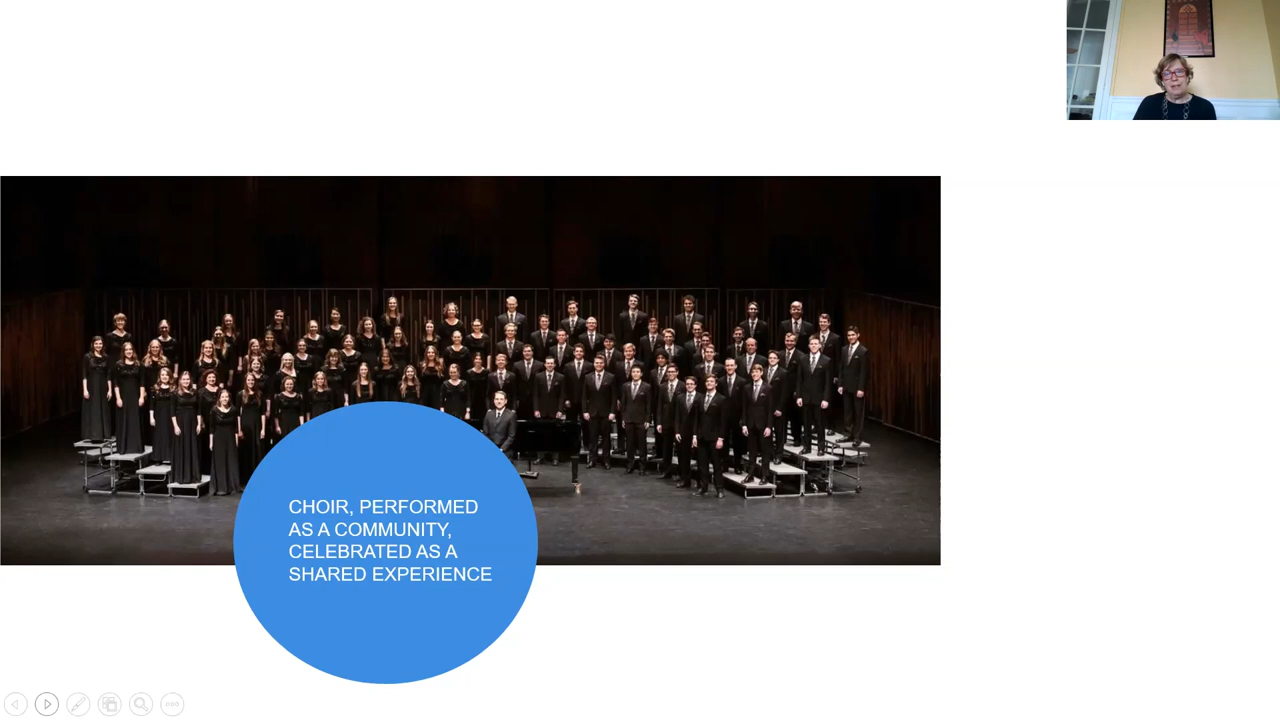 CHOIR, PERFORMED
AS A COMMUNITY,
CELEBRATED AS A
SHARED EXPERIENCE